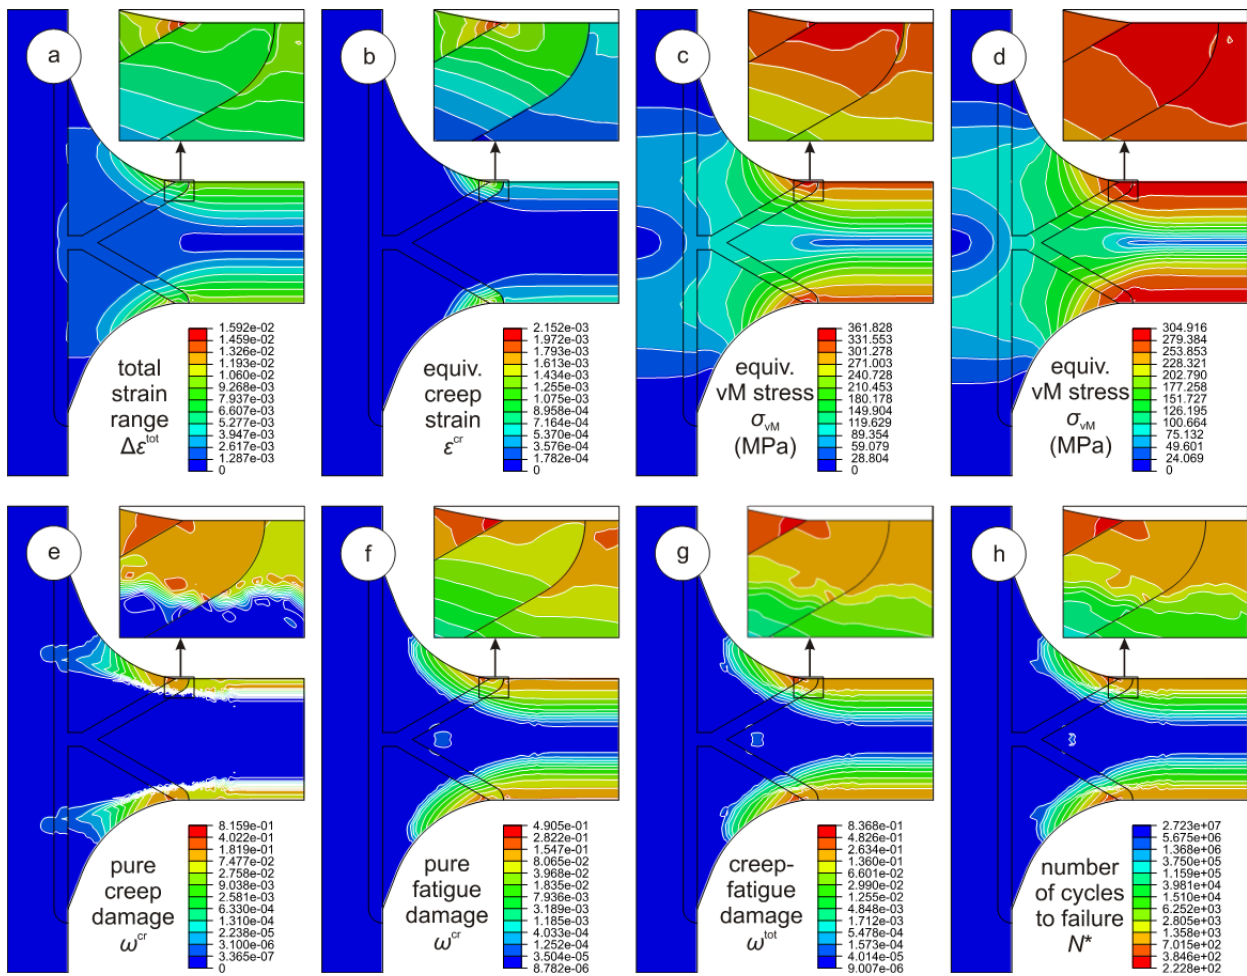 a
total
strain
range
Δε^tot
1.592e-02
1.459e-02
1.326e-02
1.193e-02
1.060e-02
9.268e-03
7.937e-03
6.607e-03
5.277e-03
3.947e-03
2.617e-03
1.287e-03
0
b
equiv.
creep
strain
ε^cr
2.152e-03
1.972e-03
1.793e-03
1.613e-03
1.434e-03
1.255e-03
1.075e-03
8.958e-04
7.164e-04
5.370e-04
3.576e-04
1.782e-04
0
c
equiv.
vM stress
σ_vM
(MPa)
361.828
331.553
301.278
271.003
240.728
210.453
180.178
149.904
119.629
89.354
59.079
28.804
0
d
equiv.
vM stress
σ_vM
(MPa)
304.916
279.384
253.853
228.321
202.790
177.258
151.727
126.195
100.664
75.132
49.601
24.069
0
e
pure
creep
damage
ω^cr
8.159e-01
4.022e-01
1.819e-01
7.477e-02
2.758e-02
9.038e-03
2.581e-03
6.330e-04
1.310e-04
2.238e-05
3.100e-06
3.365e-07
0
f
pure
fatigue
damage
ω^cr
4.905e-01
2.822e-01
1.547e-01
8.065e-02
3.968e-02
1.835e-02
7.936e-03
3.189e-03
1.185e-03
4.033e-04
1.252e-04
3.504e-05
8.782e-06
g
creep-
fatigue
damage
ω^tot
8.368e-01
4.826e-01
2.634e-01
1.360e-01
6.601e-02
2.990e-02
1.255e-02
4.848e-03
1.712e-03
5.478e-04
1.573e-04
4.014e-05
9.007e-06
h
number
of cycles
to failure
N*
2.723e+07
5.675e+06
1.368e+06
3.750e+05
1.159e+05
3.981e+04
1.510e+04
6.252e+03
2.805e+03
1.358e+03
7.015e+02
3.846e+02
2.228e+02